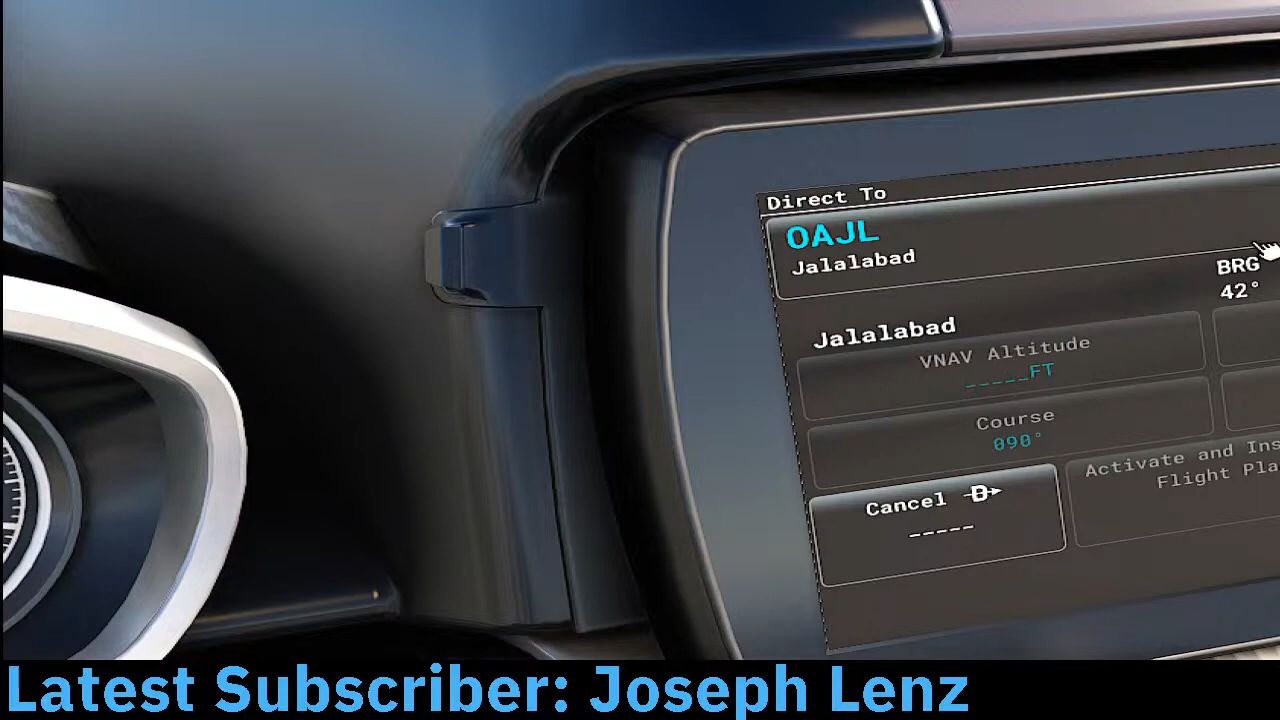 Direct To
OAJL
Jalalabad
BRG
42°
Jalalabad
VNAV Altitude
_____FT
Course
090°
Cancel D
-----
Activate and Ins
Flight Pla
Latest Subscriber: Joseph Lenz